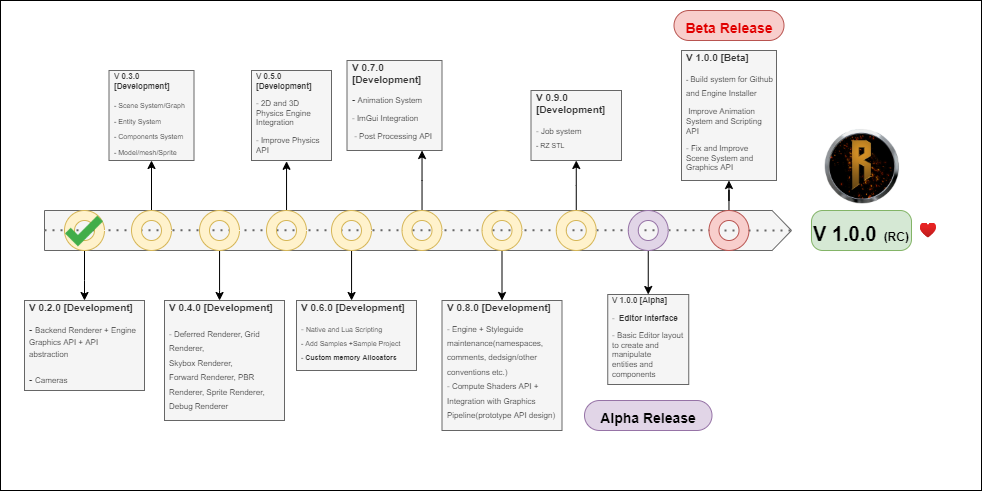 Beta Release
V 0.3.0
[Development]
- Scene System/Graph
- Entity System
- Components System
- Model/mesh/Sprite
V 0.5.0
[Development]
- 2D and 3D
Physics Engine
Integration
- Improve Physics
API
V 0.7.0
[Development]
- Animation System
- ImGui Integration
- Post Processing API
V 0.9.0
[Development]
- Job system
- RZ STL
V 1.0.0 [Beta]
- Build system for Github
and Engine Installer
Improve Animation
System and Scripting
API
- Fix and Improve
Scene System and
Graphics API
R
V 1.0.0 (RC)
V 0.2.0 [Development]
- Backend Renderer + Engine
Graphics API + API
abstraction
- Cameras
V 0.4.0 [Development]
- Deferred Renderer, Grid
Renderer,
Skybox Renderer,
Forward Renderer, PBR
Renderer, Sprite Renderer,
Debug Renderer
V 0.6.0 [Development]
- Native and Lua Scripting
- Add Samples +Sample Project
- Custom memory Allocators
V 0.8.0 [Development]
- Engine + Styleguide
maintenance(namespaces,
comments, dedsign/other
conventions etc.)
- Compute Shaders API +
Integration with Graphics
Pipeline(prototype API design)
V 1.0.0 [Alpha]
- Editor Interface
- Basic Editor layout
to create and
manipulate
entities and
components
Alpha Release